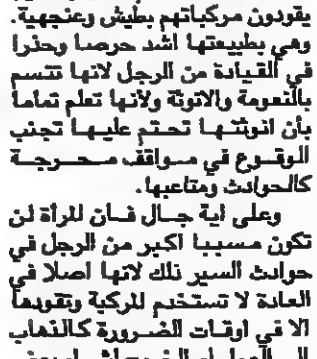 يقودون مركباتهم بطيش وعنجهية.
وهي بطبيعتها اشد حرصا وحذرا
في القيادة من الرجل لانها تتسم
بالنعومة والانوثة ولأنها تعلم تماما
بأن انوثتها تحتم عليها تجنب
الوقوع في مواقف محرجة
كالحوادث ومتاعبها.
وعلى اية حال فان المرأة لن
تكون مسببا اكبر من الرجل في
حوادث السير ذلك لانها اصلا في
العادة لا تستخدم المركبة وتقودها
الا في اوقات الضرورة كالذهاب